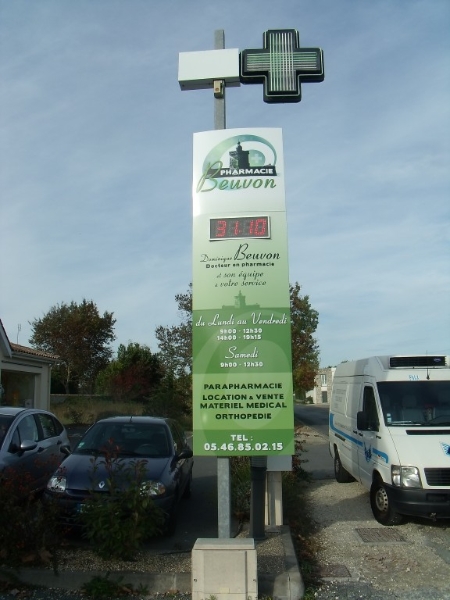 PHARMACIE
Beuvon
31:10
Dominique Beuvon
Docteur en pharmacie
et son équipe
à votre service
du Lundi au Vendredi
9h00 - 12h30
14h00 - 19h15
Samedi
9h00 - 12h30
PARAPHARMACIE
LOCATION & VENTE
MATERIEL MEDICAL
ORTHOPEDIE
TEL :
05.46.85.02.15